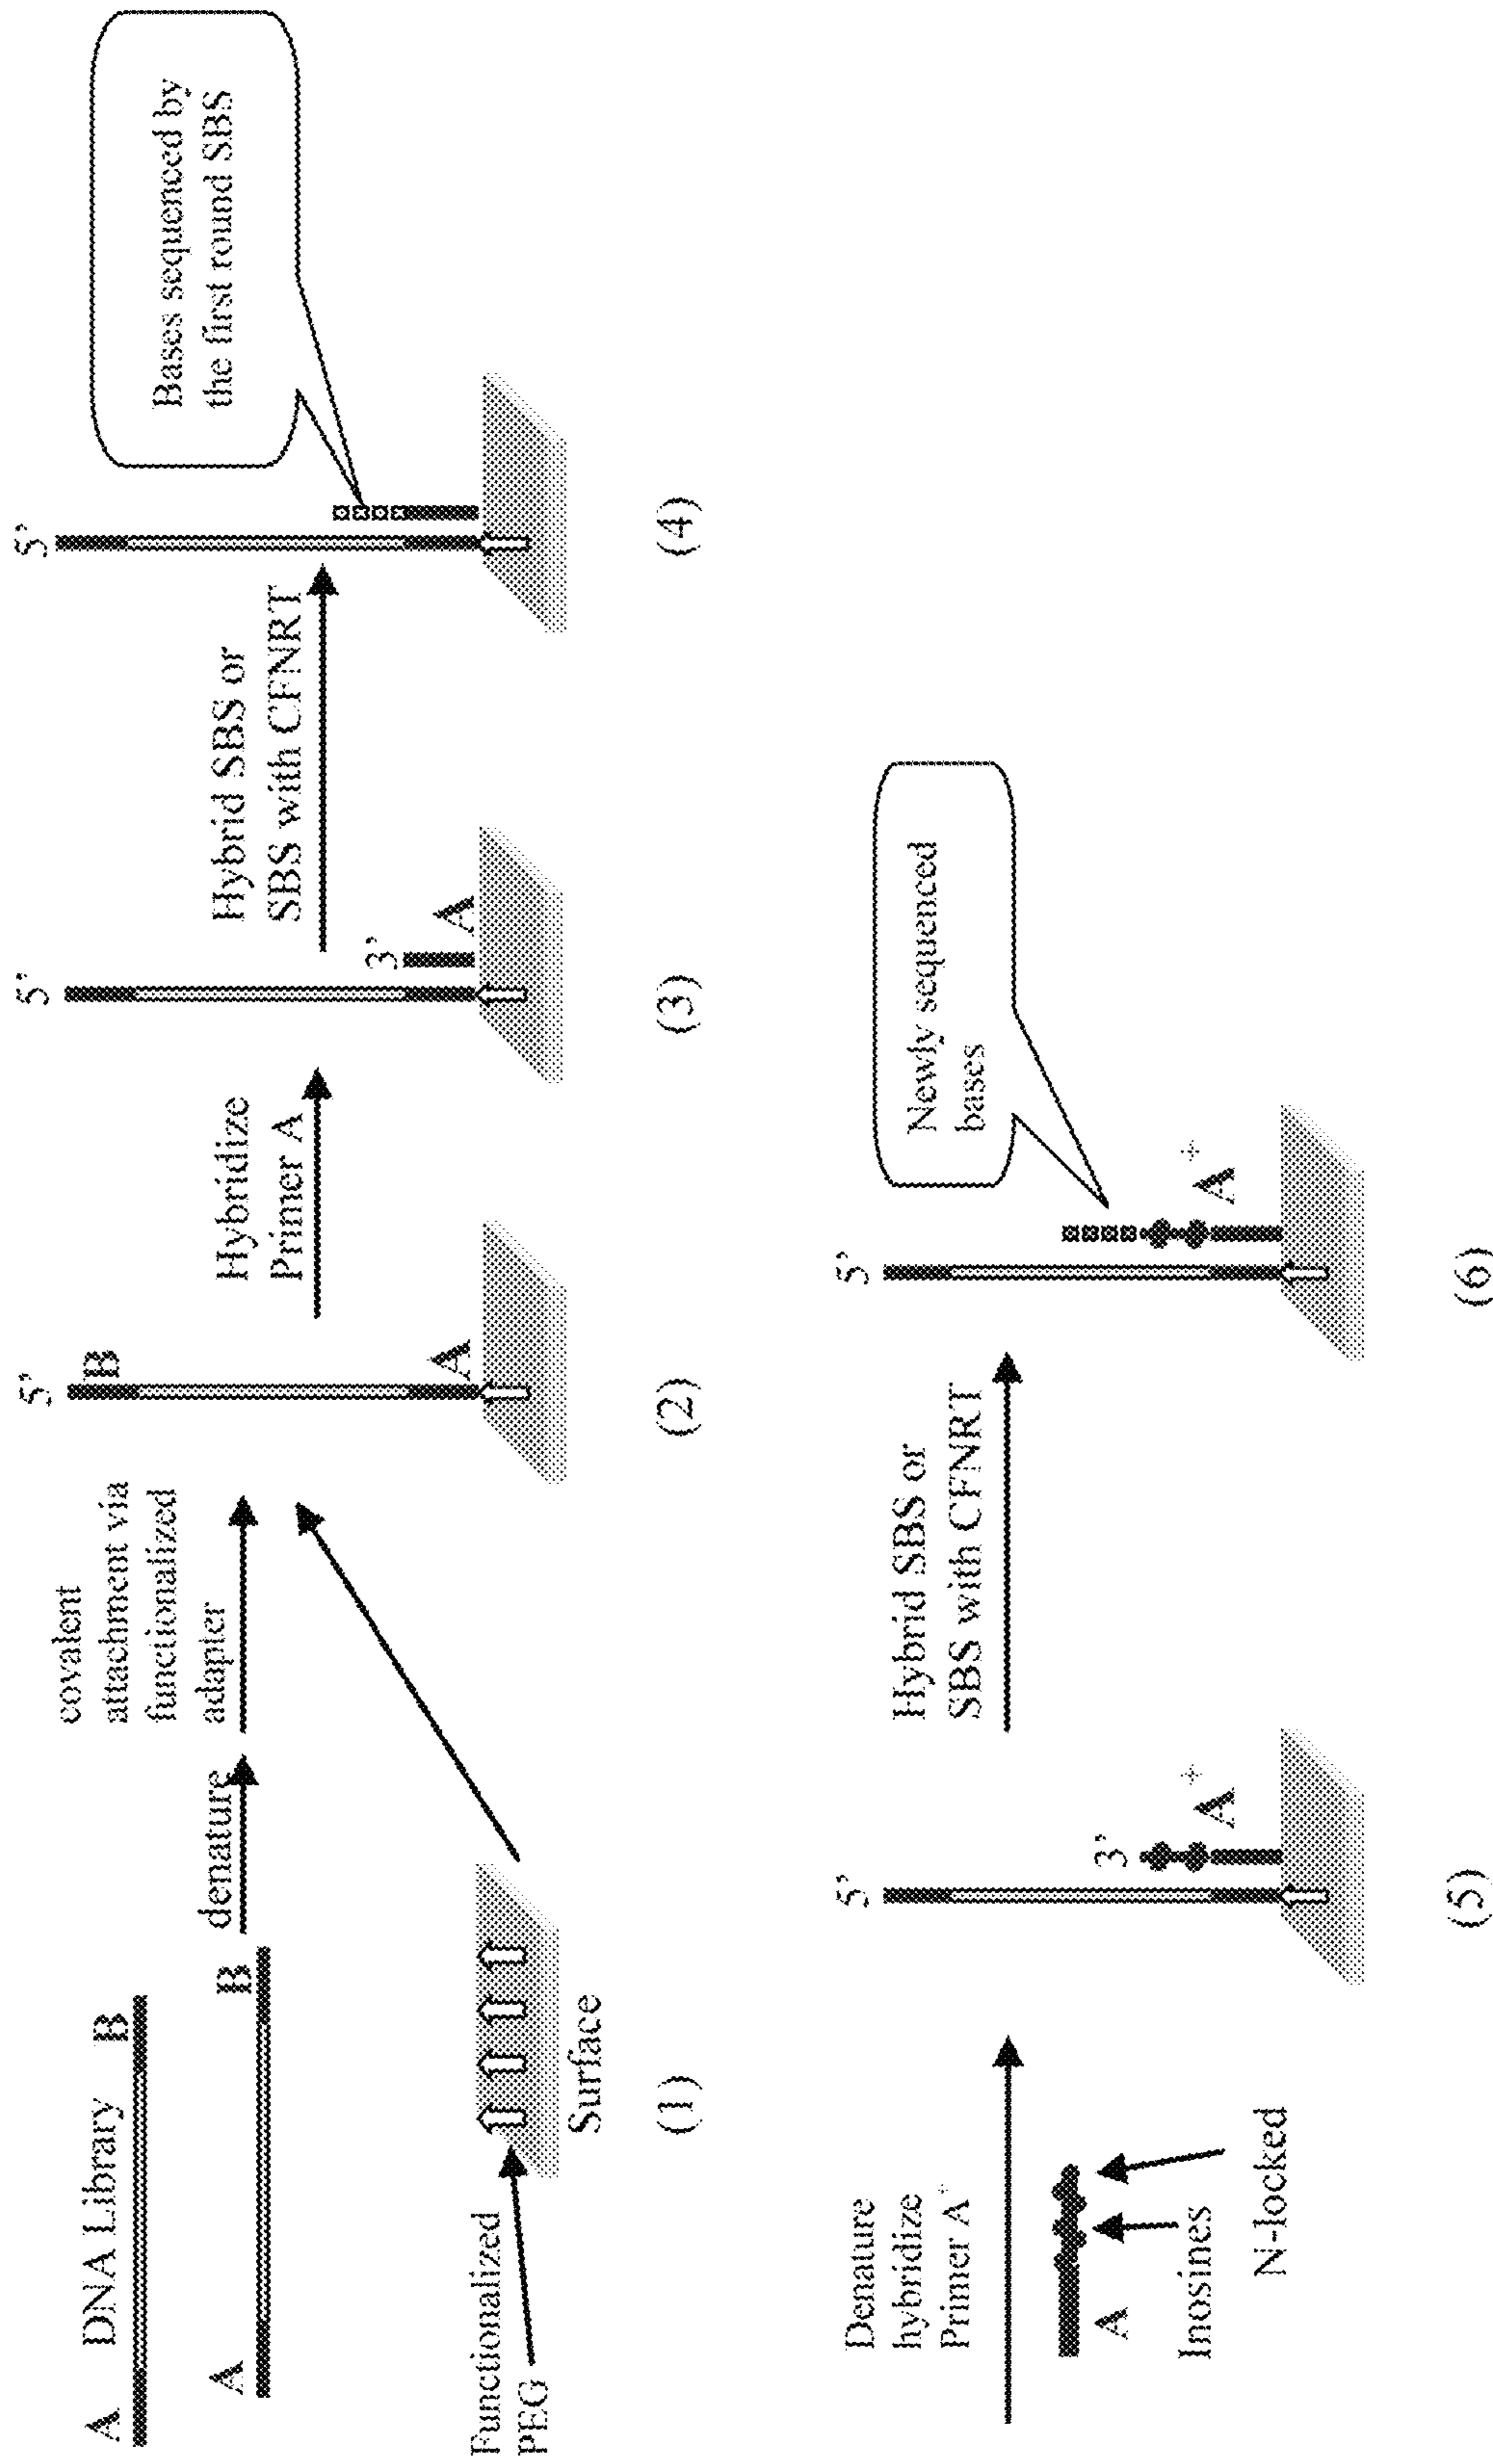 A DNA Library B
A B
denature
covalent
attachment via
functionalized
adapter
Functionalized
PEG
Surface
(1)
5’
B
A
(2)
Hybridize
Primer A
5’
3’
A
(3)
Hybrid SBS or
SBS with CFNRT
5’
(4)
Bases sequenced by
the first round SBS
Denature
hybridize
Primer A+
A
Inosines
N-locked
5’
3’
A+
(5)
Hybrid SBS or
SBS with CFNRT
5’
A+
(6)
Newly sequenced
bases